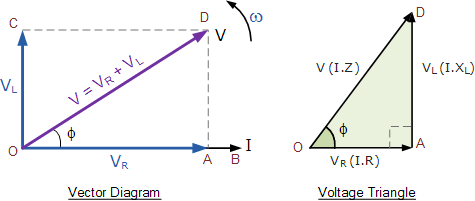 C
D
ω
V
V_L
V = V_R + V_L
ϕ
O
V_R
A
B
I
Vector Diagram
D
V (I.Z)
V_L (I.X_L)
ϕ
O
A
V_R (I.R)
Voltage Triangle